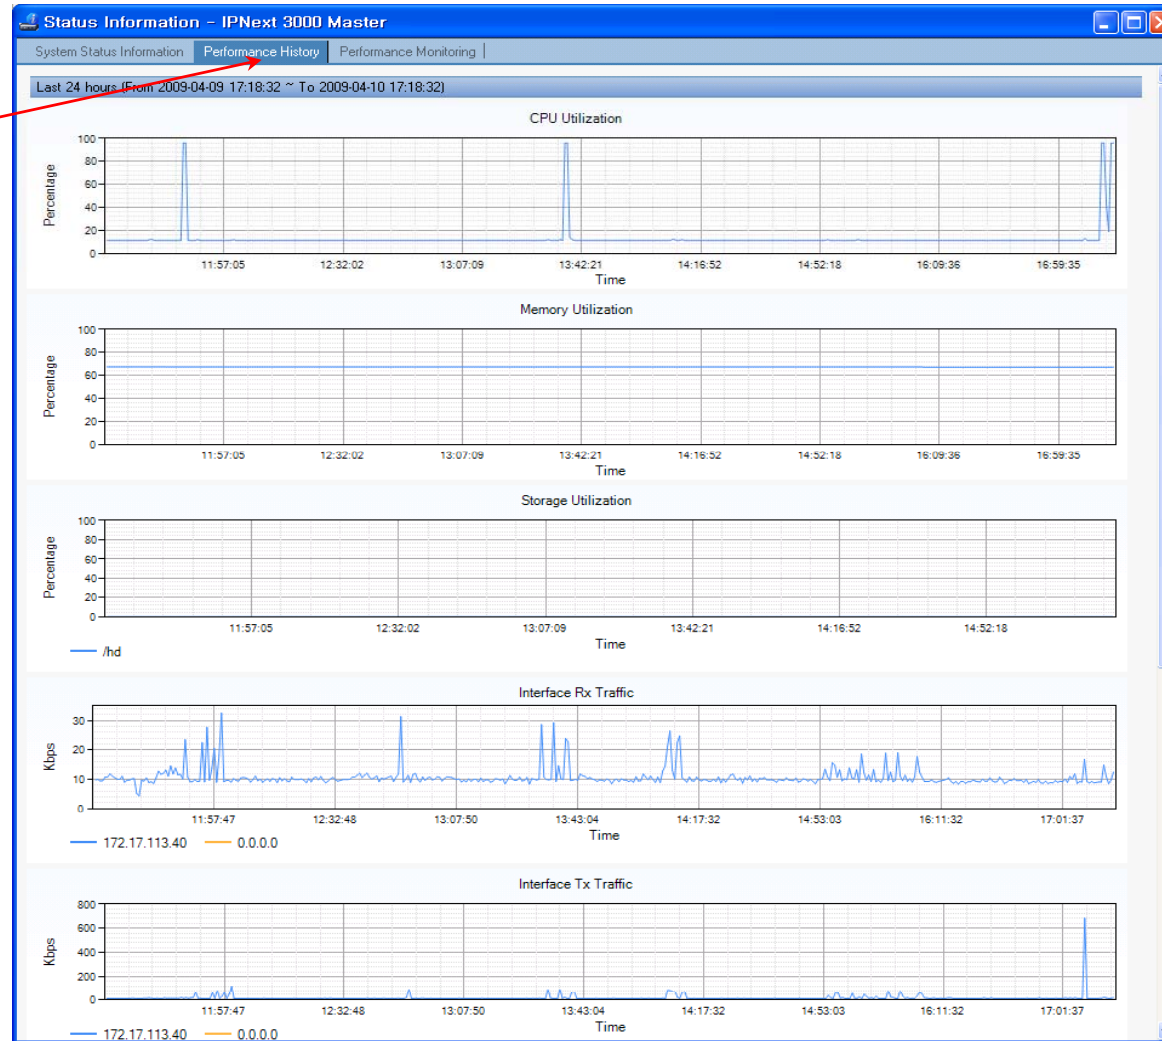 Status Information - IPNext 3000 Master
System Status Information Performance History Performance Monitoring
Last 24 hours (From 2009-04-09 17:18:32 ~ To 2009-04-10 17:18:32)
CPU Utilization
Percentage
100
80
60
40
20
0
11:57:05 12:32:02 13:07:09 13:42:21 14:16:52 14:52:18 16:09:36 16:59:35
Time
Memory Utilization
Percentage
100
80
60
40
20
0
11:57:05 12:32:02 13:07:09 13:42:21 14:16:52 14:52:18 16:09:36 16:59:35
Time
Storage Utilization
Percentage
100
80
60
40
20
0
11:57:05 12:32:02 13:07:09 13:42:21 14:16:52 14:52:18
Time
/hd
Interface Rx Traffic
Kbps
30
20
10
0
11:57:47 12:32:48 13:07:50 13:43:04 14:17:32 14:53:03 16:11:32 17:01:37
Time
172.17.113.40 0.0.0.0
Interface Tx Traffic
Kbps
800
600
400
200
0
11:57:47 12:32:48 13:07:50 13:43:04 14:17:32 14:53:03 16:11:32 17:01:37
Time
172.17.113.40 0.0.0.0